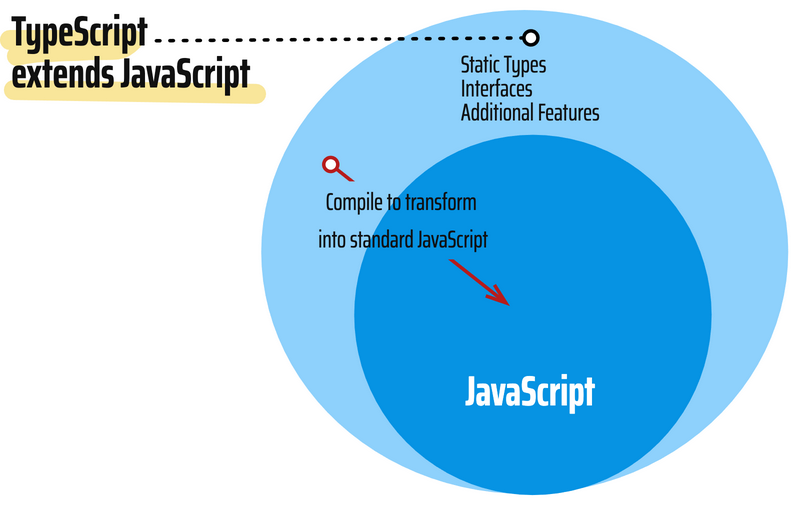 TypeScript
extends JavaScript
Static Types
Interfaces
Additional Features
Compile to transform
into standard JavaScript
JavaScript